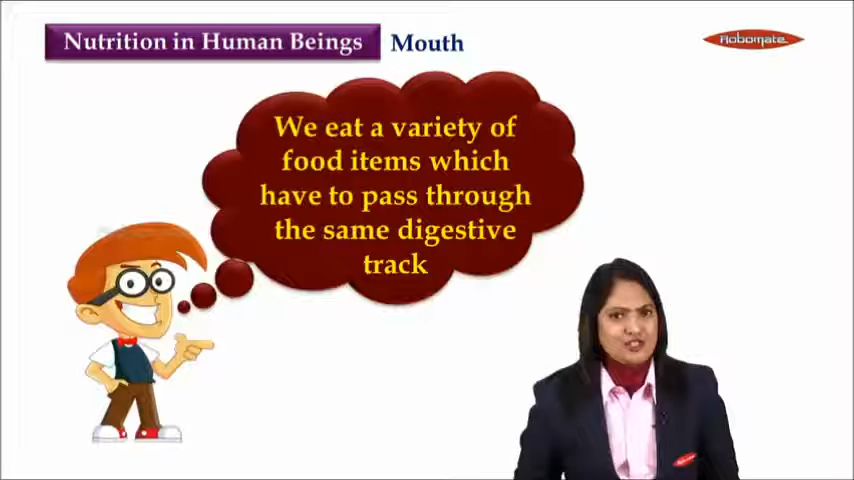 Nutrition in Human Beings Mouth
Robomate
We eat a variety of
food items which
have to pass through
the same digestive
track